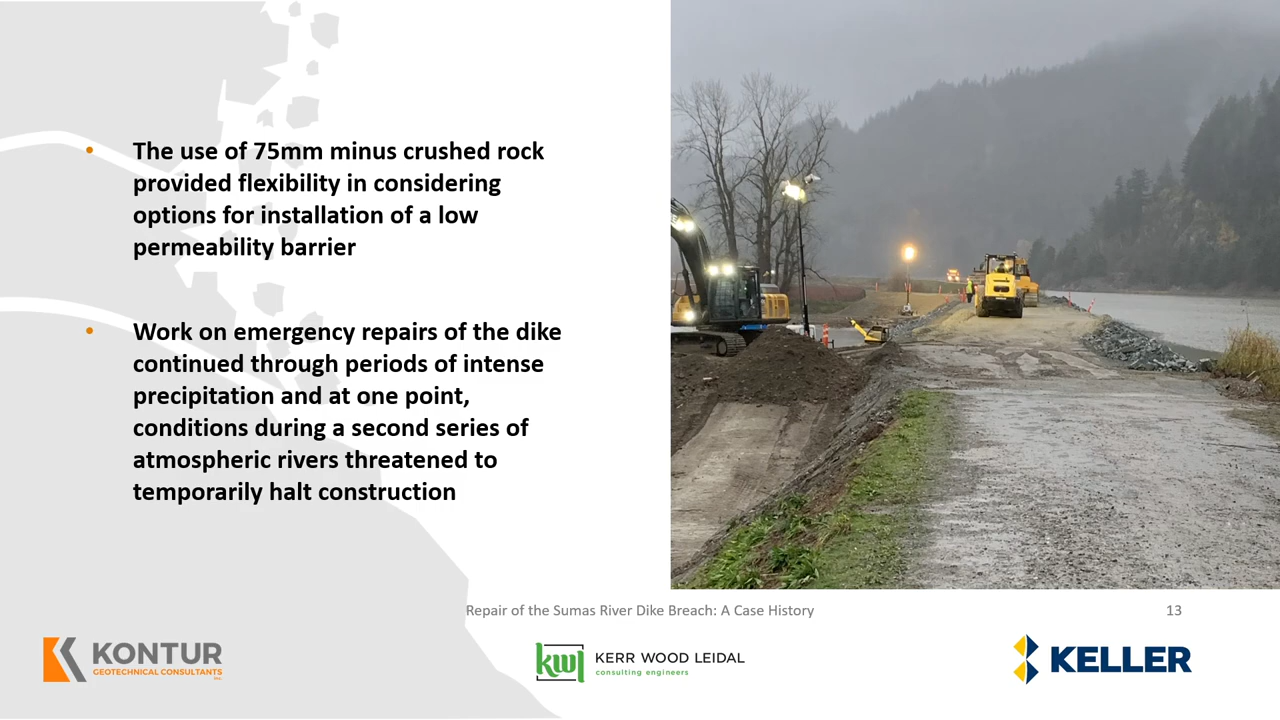 • The use of 75mm minus crushed rock
provided flexibility in considering
options for installation of a low
permeability barrier
• Work on emergency repairs of the dike
continued through periods of intense
precipitation and at one point,
conditions during a second series of
atmospheric rivers threatened to
temporarily halt construction
Repair of the Sumas River Dike Breach: A Case History
13
KONTUR
GEOTECHNICAL CONSULTANTS
INC.
kwl
KERR WOOD LEIDAL
consulting engineers
KELLER